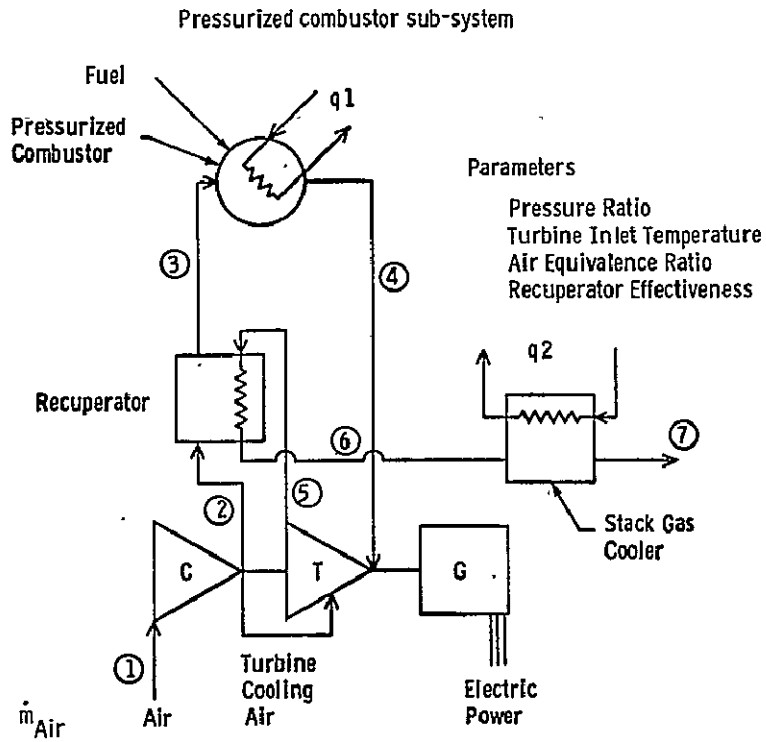 Pressurized combustor sub-system
Fuel
q1
Pressurized
Combustor
Parameters
Pressure Ratio
Turbine Inlet Temperature
Air Equivalence Ratio
Recuperator Effectiveness
3
4
q2
Recuperator
6
7
2
5
Stack Gas
Cooler
C
T
G
1
Turbine
Cooling
Air
Electric
Power
ṁAir
Air